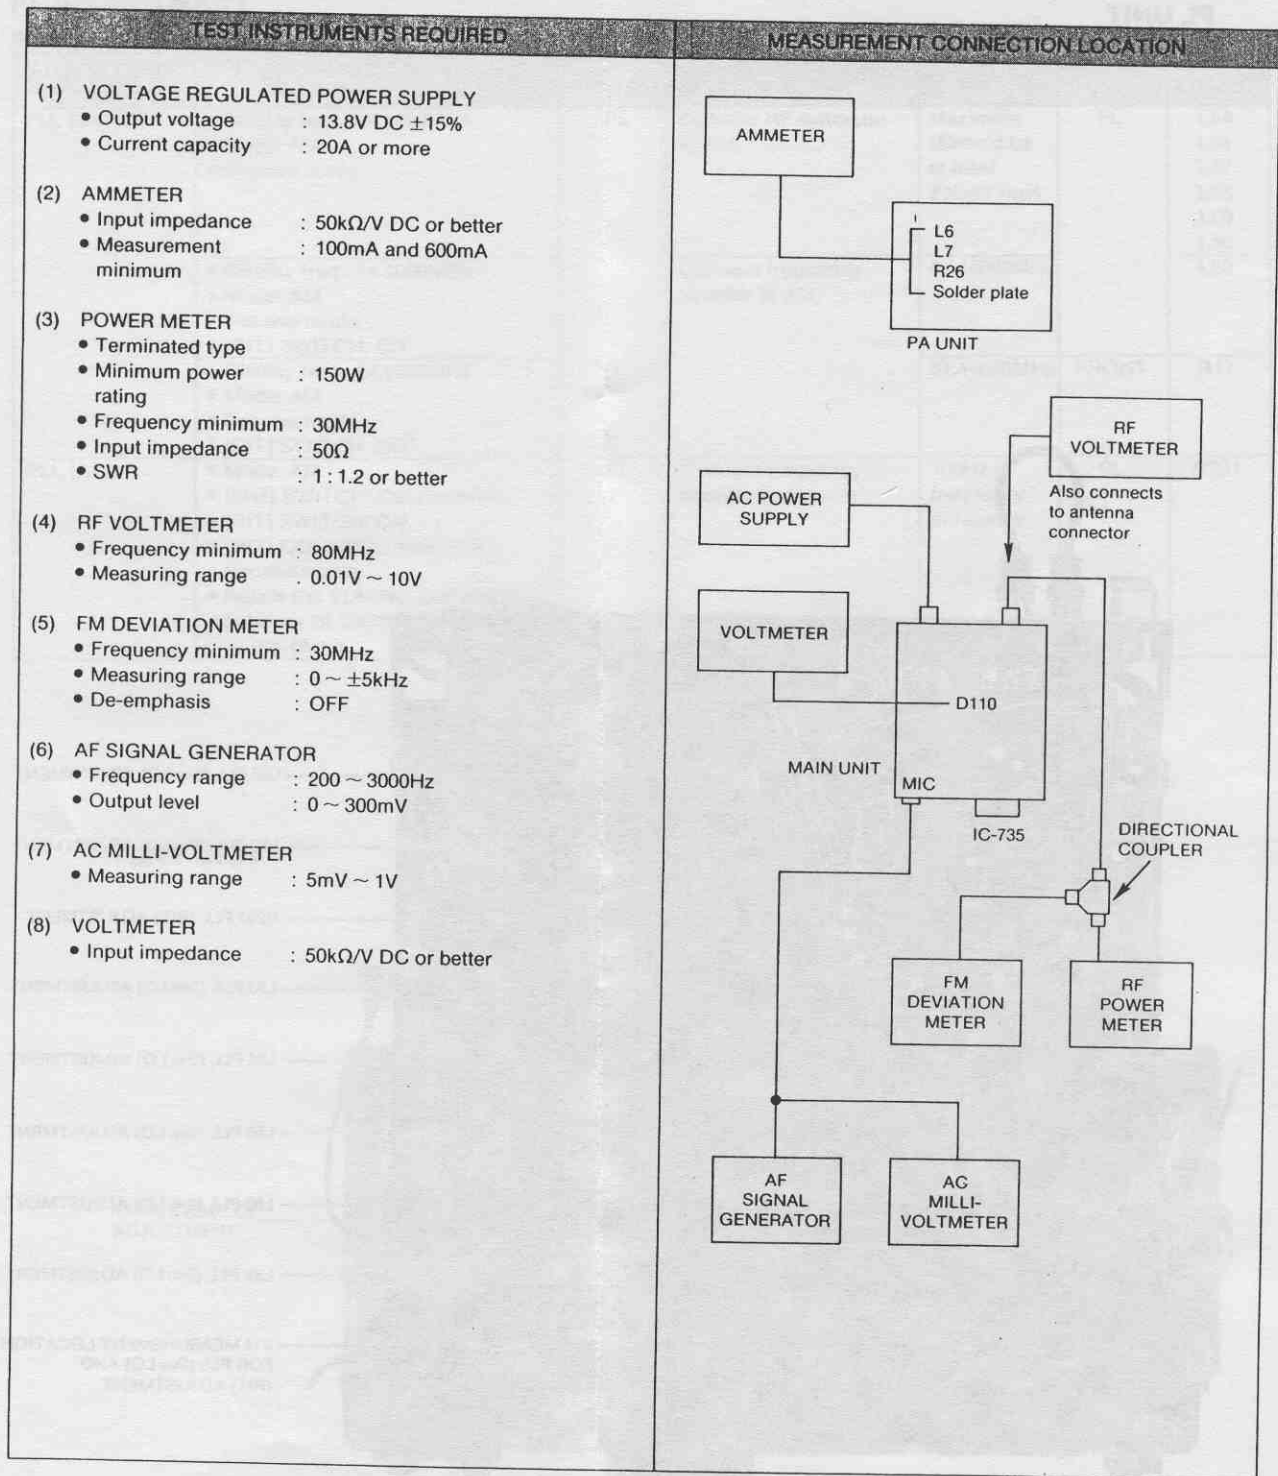 TEST INSTRUMENTS REQUIRED
(1) VOLTAGE REGULATED POWER SUPPLY
• Output voltage : 13.8V DC ±15%
• Current capacity : 20A or more
(2) AMMETER
• Input impedance : 50kΩ/V DC or better
• Measurement : 100mA and 600mA
minimum
(3) POWER METER
• Terminated type
• Minimum power : 150W
rating
• Frequency minimum : 30MHz
• Input impedance : 50Ω
• SWR : 1 : 1.2 or better
(4) RF VOLTMETER
• Frequency minimum : 80MHz
• Measuring range . 0.01V ~ 10V
(5) FM DEVIATION METER
• Frequency minimum : 30MHz
• Measuring range : 0 ~ ±5kHz
• De-emphasis : OFF
(6) AF SIGNAL GENERATOR
• Frequency range : 200 ~ 3000Hz
• Output level : 0 ~ 300mV
(7) AC MILLI-VOLTMETER
• Measuring range : 5mV ~ 1V
(8) VOLTMETER
• Input impedance : 50kΩ/V DC or better
MEASUREMENT CONNECTION LOCATION
AMMETER
L6
L7
R26
Solder plate
PA UNIT
RF
VOLTMETER
Also connects
to antenna
connector
AC POWER
SUPPLY
VOLTMETER
D110
MAIN UNIT
MIC
IC-735
DIRECTIONAL
COUPLER
FM
DEVIATION
METER
RF
POWER
METER
AF
SIGNAL
GENERATOR
AC
MILLI-
VOLTMETER